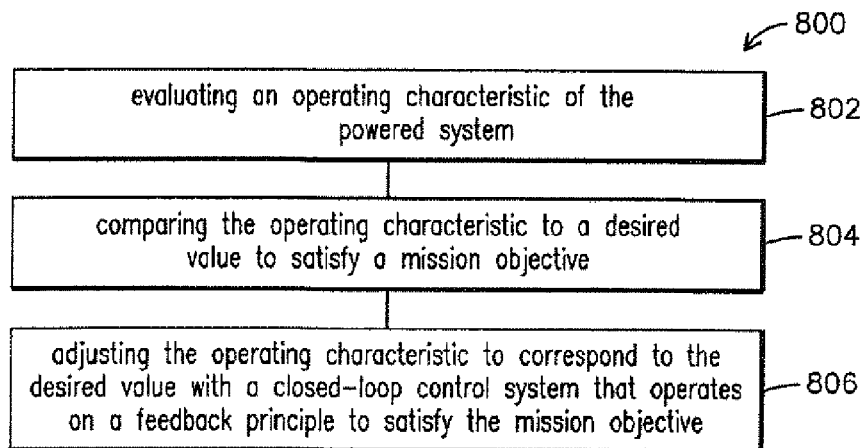 800
evaluating an operating characteristic of the
powered system
802
comparing the operating characteristic to a desired
value to satisfy a mission objective
804
adjusting the operating characteristic to correspond to the
desired value with a closed-loop control system that operates
on a feedback principle to satisfy the mission objective
806